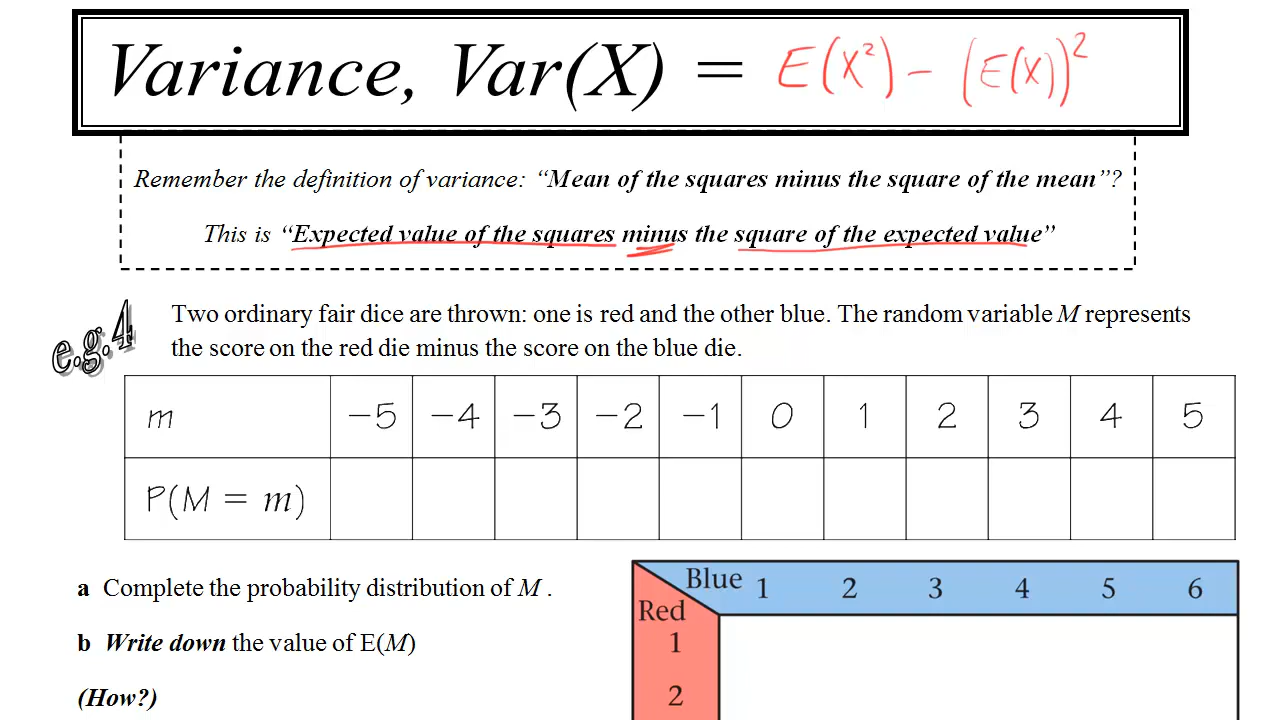 Variance, Var(X) = E(X²) – (E(X))²
Remember the definition of variance: “Mean of the squares minus the square of the mean”?
This is “Expected value of the squares minus the square of the expected value”
e.g.4
Two ordinary fair dice are thrown: one is red and the other blue. The random variable M represents
the score on the red die minus the score on the blue die.
m −5 −4 −3 −2 −1 0 1 2 3 4 5
P(M = m)
a Complete the probability distribution of M .
b Write down the value of E(M)
(How?)
Blue 1 2 3 4 5 6
Red
1
2